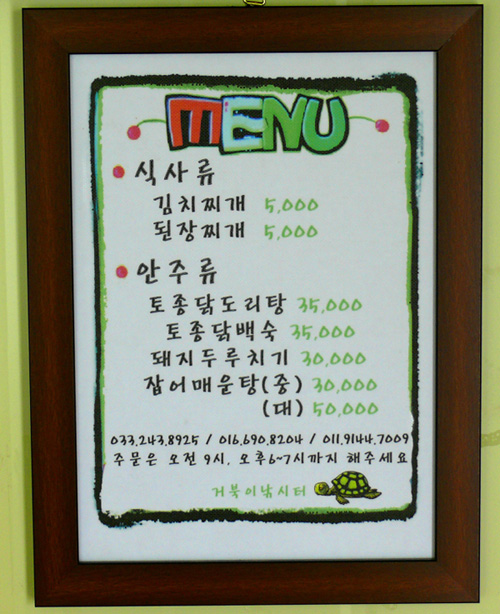 MENU
식사류
김치찌개 5,000
된장찌개 5,000
안주류
토종닭도리탕 35,000
토종닭백숙 35,000
돼지두루치기 30,000
잡어매운탕(중) 30,000
(대) 50,000
033.243.8925 / 016.690.8204 / 011.9144.7009
주문은 오전 9시, 오후6~7시까지 해주세요
거북이낚시터